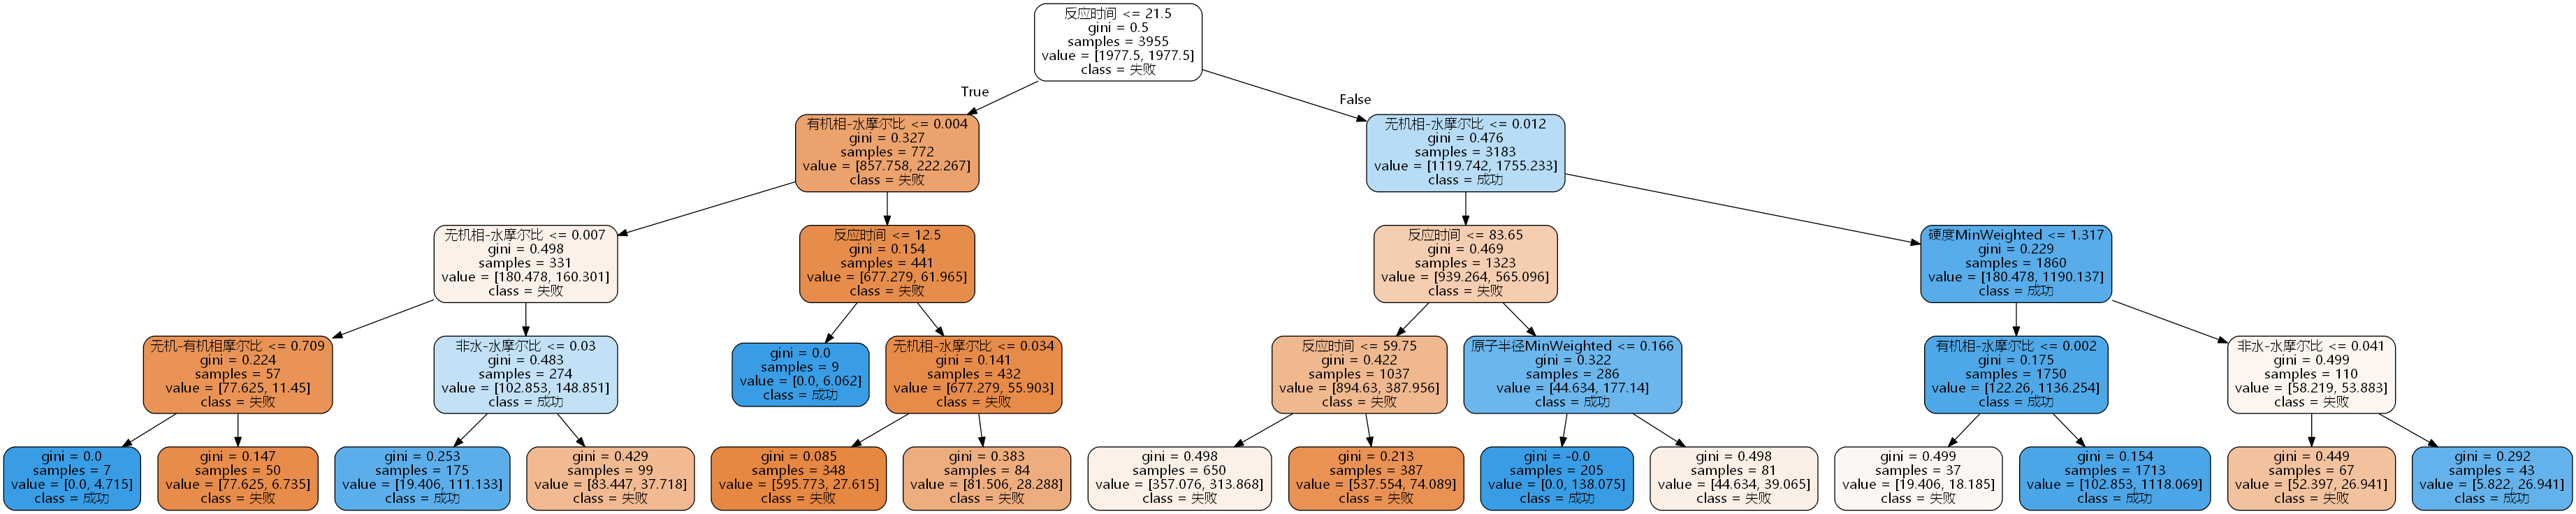 反应时间 <= 21.5
gini = 0.5
samples = 3955
value = [1977.5, 1977.5]
class = 失败
True
False
有机相-水摩尔比 <= 0.004
gini = 0.327
samples = 772
value = [857.758, 222.267]
class = 失败
无机相-水摩尔比 <= 0.012
gini = 0.476
samples = 3183
value = [1119.742, 1755.233]
class = 成功
无机相-水摩尔比 <= 0.007
gini = 0.498
samples = 331
value = [180.478, 160.301]
class = 失败
反应时间 <= 12.5
gini = 0.154
samples = 441
value = [677.279, 61.965]
class = 失败
反应时间 <= 83.65
gini = 0.469
samples = 1323
value = [939.264, 565.096]
class = 失败
硬度MinWeighted <= 1.317
gini = 0.229
samples = 1860
value = [180.478, 1190.137]
class = 成功
无机-有机相摩尔比 <= 0.709
gini = 0.224
samples = 57
value = [77.625, 11.45]
class = 失败
非水-水摩尔比 <= 0.03
gini = 0.483
samples = 274
value = [102.853, 148.851]
class = 成功
gini = 0.0
samples = 9
value = [0.0, 6.062]
class = 成功
无机相-水摩尔比 <= 0.034
gini = 0.141
samples = 432
value = [677.279, 55.903]
class = 失败
反应时间 <= 59.75
gini = 0.422
samples = 1037
value = [894.63, 387.956]
class = 失败
原子半径MinWeighted <= 0.166
gini = 0.322
samples = 286
value = [44.634, 177.14]
class = 成功
有机相-水摩尔比 <= 0.002
gini = 0.175
samples = 1750
value = [122.26, 1136.254]
class = 成功
非水-水摩尔比 <= 0.041
gini = 0.499
samples = 110
value = [58.219, 53.883]
class = 失败
gini = 0.0
samples = 7
value = [0.0, 4.715]
class = 成功
gini = 0.147
samples = 50
value = [77.625, 6.735]
class = 失败
gini = 0.253
samples = 175
value = [19.406, 111.133]
class = 成功
gini = 0.429
samples = 99
value = [83.447, 37.718]
class = 失败
gini = 0.085
samples = 348
value = [595.773, 27.615]
class = 失败
gini = 0.383
samples = 84
value = [81.506, 28.288]
class = 失败
gini = 0.498
samples = 650
value = [357.076, 313.868]
class = 失败
gini = 0.213
samples = 387
value = [537.554, 74.089]
class = 失败
gini = -0.0
samples = 205
value = [0.0, 138.075]
class = 成功
gini = 0.498
samples = 81
value = [44.634, 39.065]
class = 失败
gini = 0.499
samples = 37
value = [19.406, 18.185]
class = 失败
gini = 0.154
samples = 1713
value = [102.853, 1118.069]
class = 成功
gini = 0.449
samples = 67
value = [52.397, 26.941]
class = 失败
gini = 0.292
samples = 43
value = [5.822, 26.941]
class = 成功